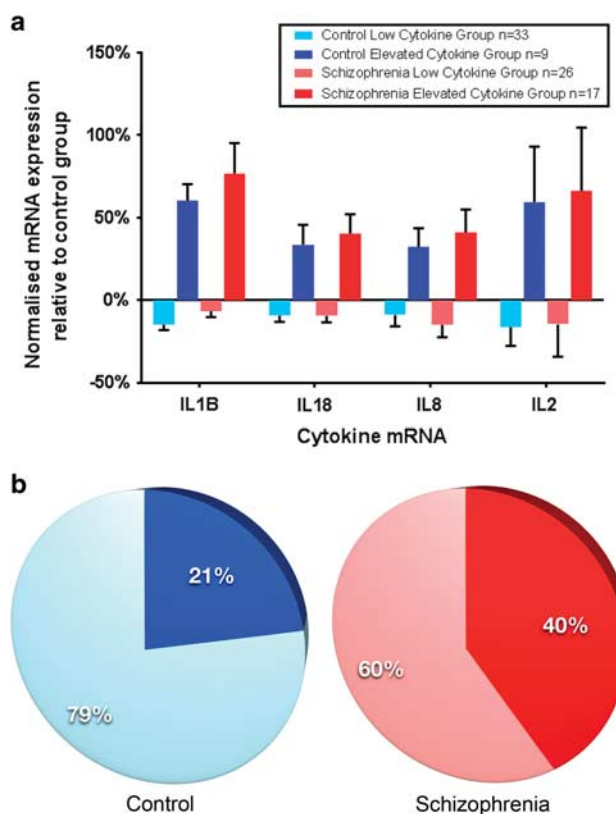 a
Control Low Cytokine Group n=33
Control Elevated Cytokine Group n=9
Schizophrenia Low Cytokine Group n=26
Schizophrenia Elevated Cytokine Group n=17
Normalised mRNA expression
relative to control group
150%
100%
50%
0%
-50%
IL1B IL18 IL8 IL2
Cytokine mRNA
b
21%
79%
40%
60%
Control Schizophrenia